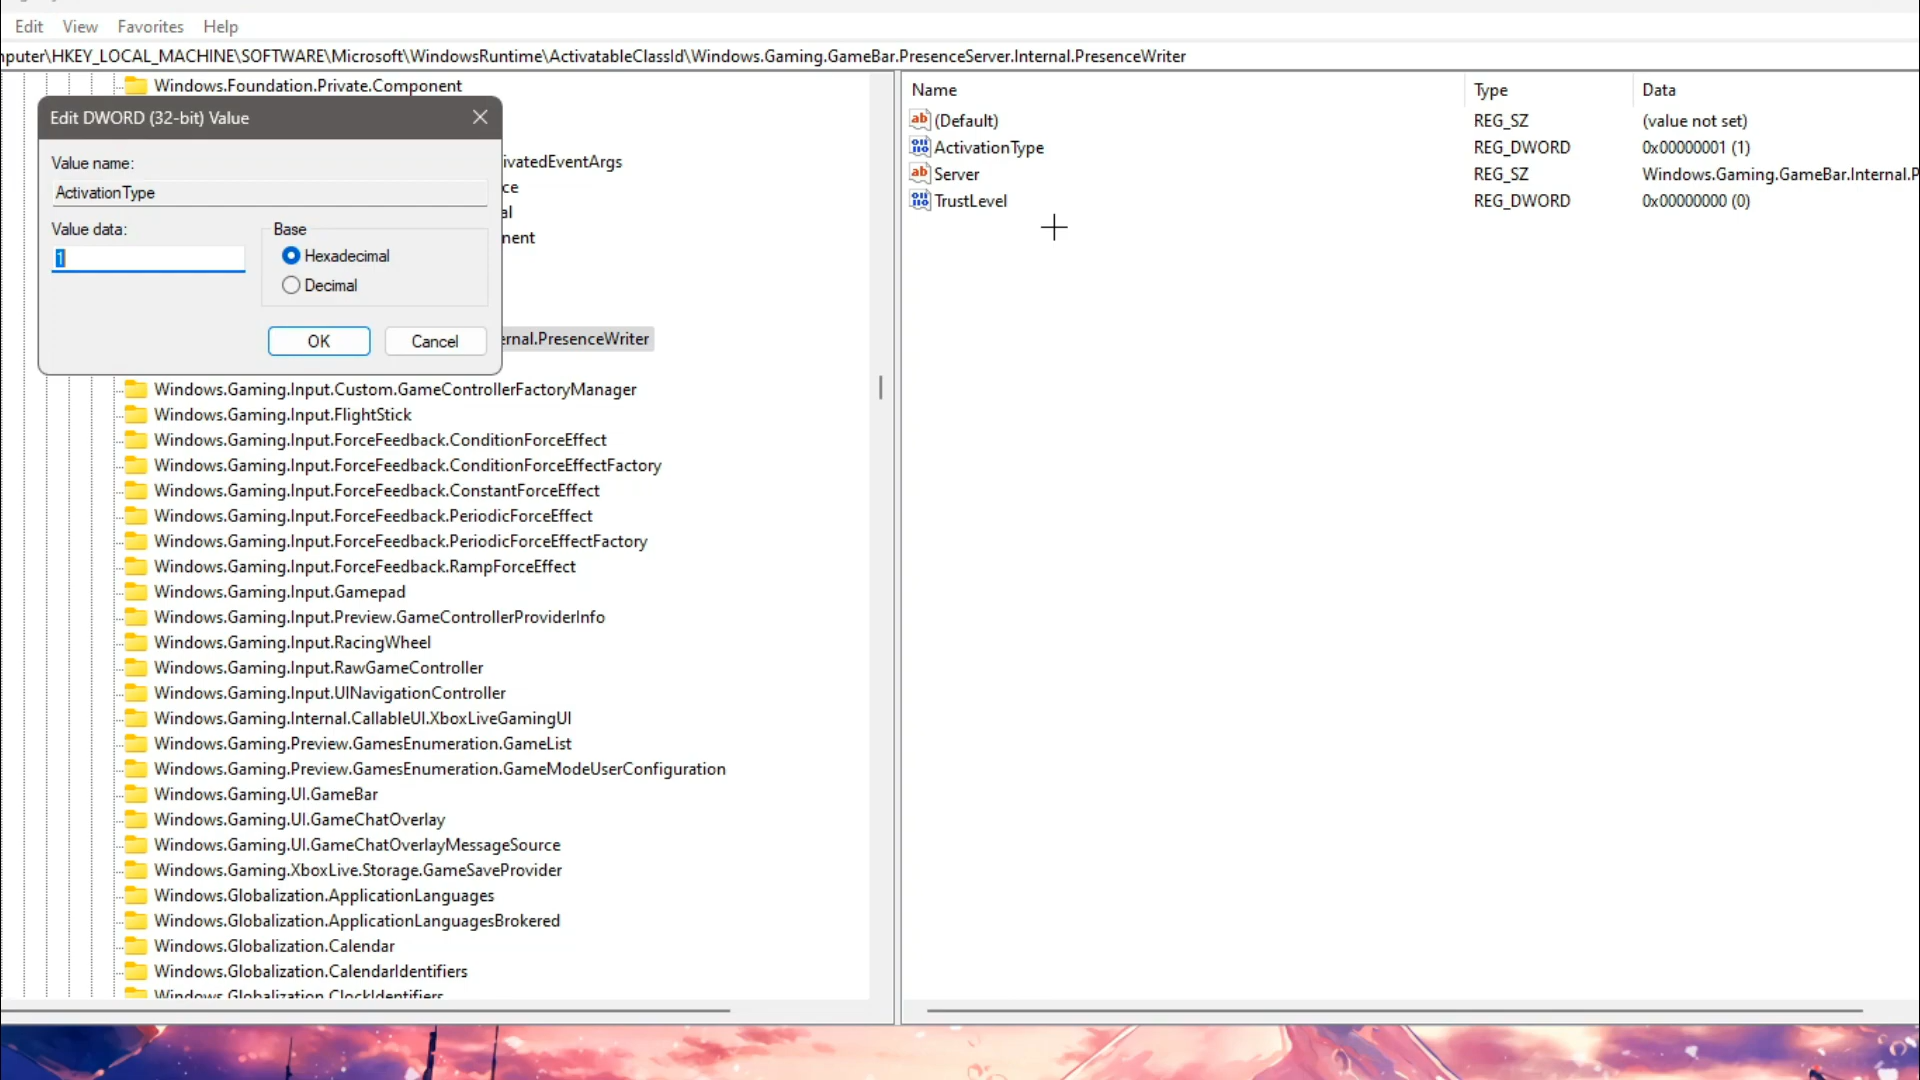 Edit View Favorites Help
puter\HKEY_LOCAL_MACHINE\SOFTWARE\Microsoft\WindowsRuntime\ActivatableClassId\Windows.Gaming.GameBar.PresenceServer.Internal.PresenceWriter
Windows.Foundation.Private.Component
Edit DWORD (32-bit) Value
Value name:
ActivationType
Value data:
1
Base
Hexadecimal
Decimal
OK
Cancel
ivatedEventArgs
ce
al
nent
ernal.PresenceWriter
Windows.Gaming.Input.Custom.GameControllerFactoryManager
Windows.Gaming.Input.FlightStick
Windows.Gaming.Input.ForceFeedback.ConditionForceEffect
Windows.Gaming.Input.ForceFeedback.ConditionForceEffectFactory
Windows.Gaming.Input.ForceFeedback.ConstantForceEffect
Windows.Gaming.Input.ForceFeedback.PeriodicForceEffect
Windows.Gaming.Input.ForceFeedback.PeriodicForceEffectFactory
Windows.Gaming.Input.ForceFeedback.RampForceEffect
Windows.Gaming.Input.Gamepad
Windows.Gaming.Input.Preview.GameControllerProviderInfo
Windows.Gaming.Input.RacingWheel
Windows.Gaming.Input.RawGameController
Windows.Gaming.Input.UINavigationController
Windows.Gaming.Internal.CallableUI.XboxLiveGamingUI
Windows.Gaming.Preview.GamesEnumeration.GameList
Windows.Gaming.Preview.GamesEnumeration.GameModeUserConfiguration
Windows.Gaming.UI.GameBar
Windows.Gaming.UI.GameChatOverlay
Windows.Gaming.UI.GameChatOverlayMessageSource
Windows.Gaming.XboxLive.Storage.GameSaveProvider
Windows.Globalization.ApplicationLanguages
Windows.Globalization.ApplicationLanguagesBrokered
Windows.Globalization.Calendar
Windows.Globalization.CalendarIdentifiers
Windows.Globalization.ClockIdentifiers
Name Type Data
(Default) REG_SZ (value not set)
ActivationType REG_DWORD 0x00000001 (1)
Server REG_SZ Windows.Gaming.GameBar.Internal.P
TrustLevel REG_DWORD 0x00000000 (0)